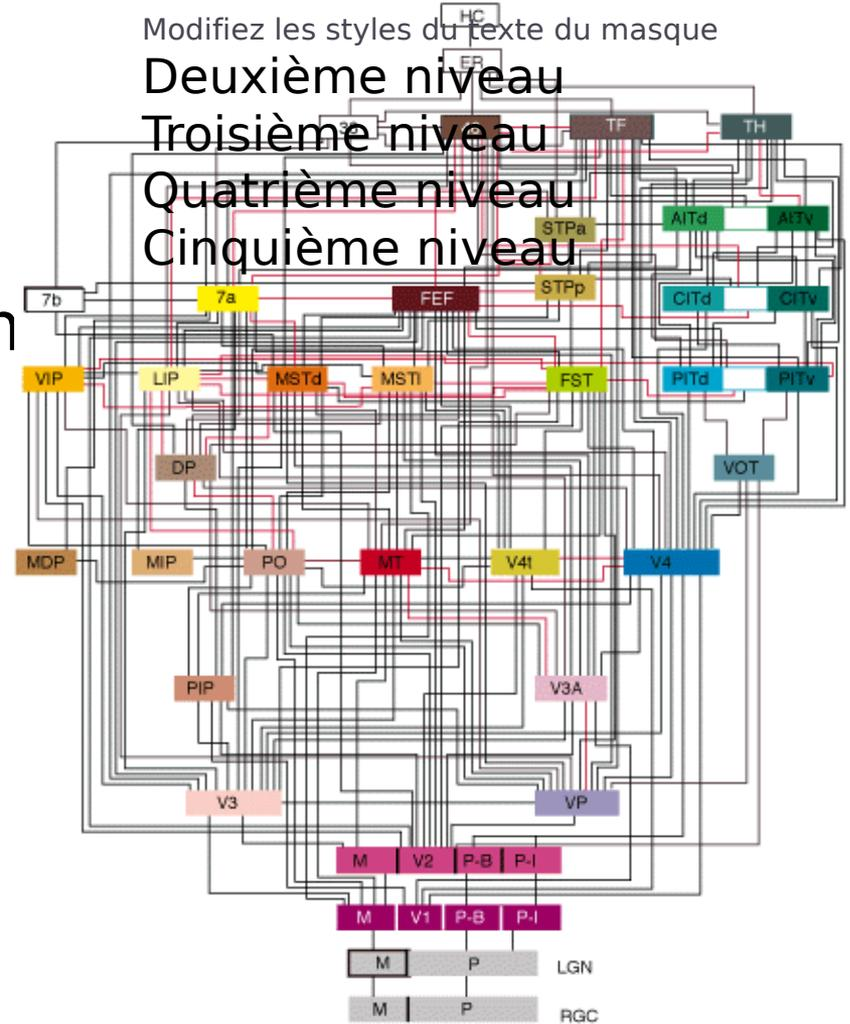 HC
Modifiez les styles du texte du masque
ER
Deuxième niveau
36 46 TF TH
Troisième niveau
Quatrième niveau
STPa AITd AITv
Cinquième niveau
7b 7a FEF STPp CITd CITv
n
VIP LIP MSTd MSTl FST PITd PITv
DP VOT
MDP MIP PO MT V4t V4
PIP V3A
V3 VP
M V2 P-B P-I
M V1 P-B P-I
M P LGN
M P RGC